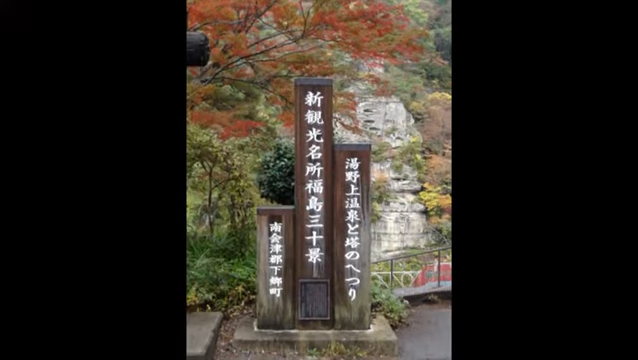 湯野上温泉と塔のへつり
新観光名所福島三十景
南会津郡下郷町